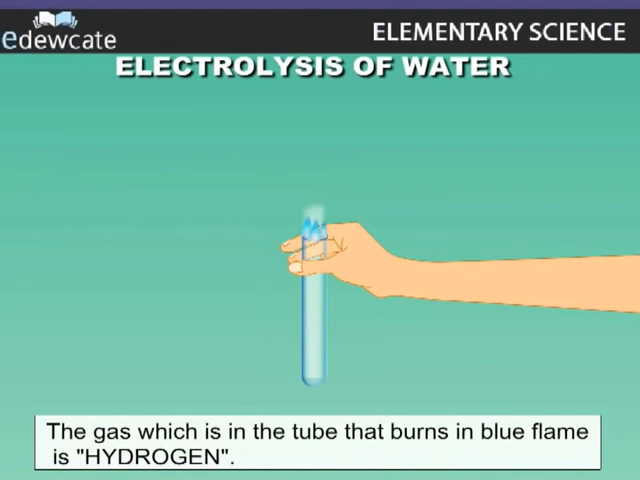 edewcate
ELEMENTARY SCIENCE
ELECTROLYSIS OF WATER
The gas which is in the tube that burns in blue flame
is "HYDROGEN".